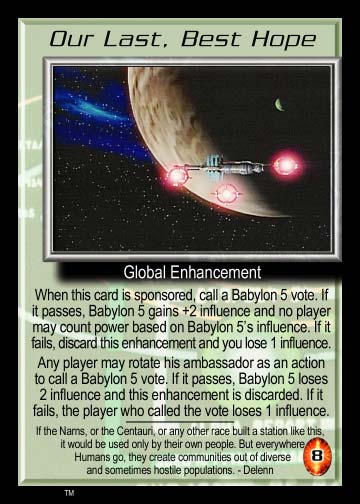 Our Last, Best Hope
Global Enhancement
When this card is sponsored, call a Babylon 5 vote. If
it passes, Babylon 5 gains +2 influence and no player
may count power based on Babylon 5's influence. If it
fails, discard this enhancement and you lose 1 influence.
Any player may rotate his ambassador as an action
to call a Babylon 5 vote. If it passes, Babylon 5 loses
2 influence and this enhancement is discarded. If it
fails, the player who called the vote loses 1 influence.
If the Narns, or the Centauri, or any other race built a station like this,
it would be used only by their own people. But everywhere
Humans go, they create communities out of diverse
and sometimes hostile populations. - Delenn
8
TM